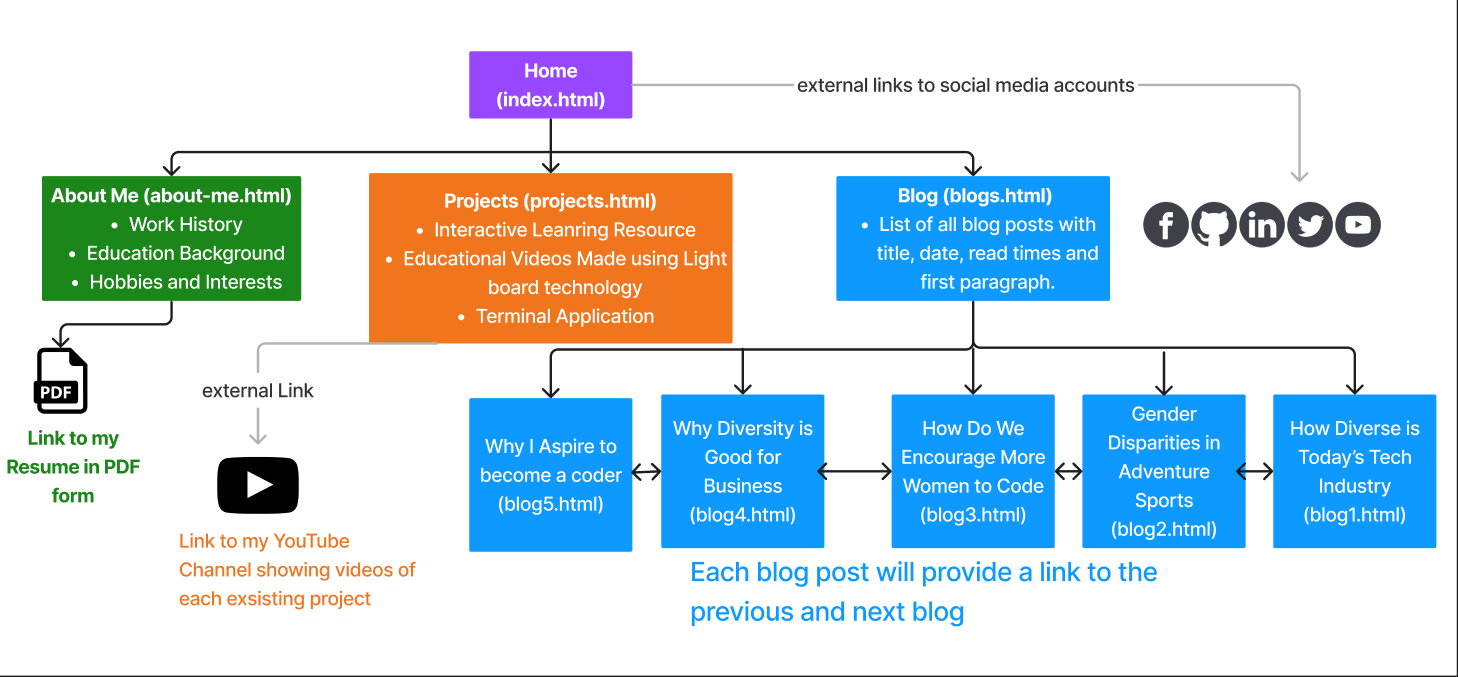 Home
(index.html)
external links to social media accounts
About Me (about-me.html)
• Work History
• Education Background
• Hobbies and Interests
Projects (projects.html)
• Interactive Leanring Resource
• Educational Videos Made using Light
board technology
• Terminal Application
Blog (blogs.html)
• List of all blog posts with
title, date, read times and
first paragraph.
f
in
PDF
Link to my
Resume in PDF
form
external Link
Link to my YouTube
Channel showing videos of
each exsisting project
Why I Aspire to
become a coder
(blog5.html)
Why Diversity is
Good for
Business
(blog4.html)
How Do We
Encourage More
Women to Code
(blog3.html)
Gender
Disparities in
Adventure
Sports
(blog2.html)
How Diverse is
Today’s Tech
Industry
(blog1.html)
Each blog post will provide a link to the
previous and next blog